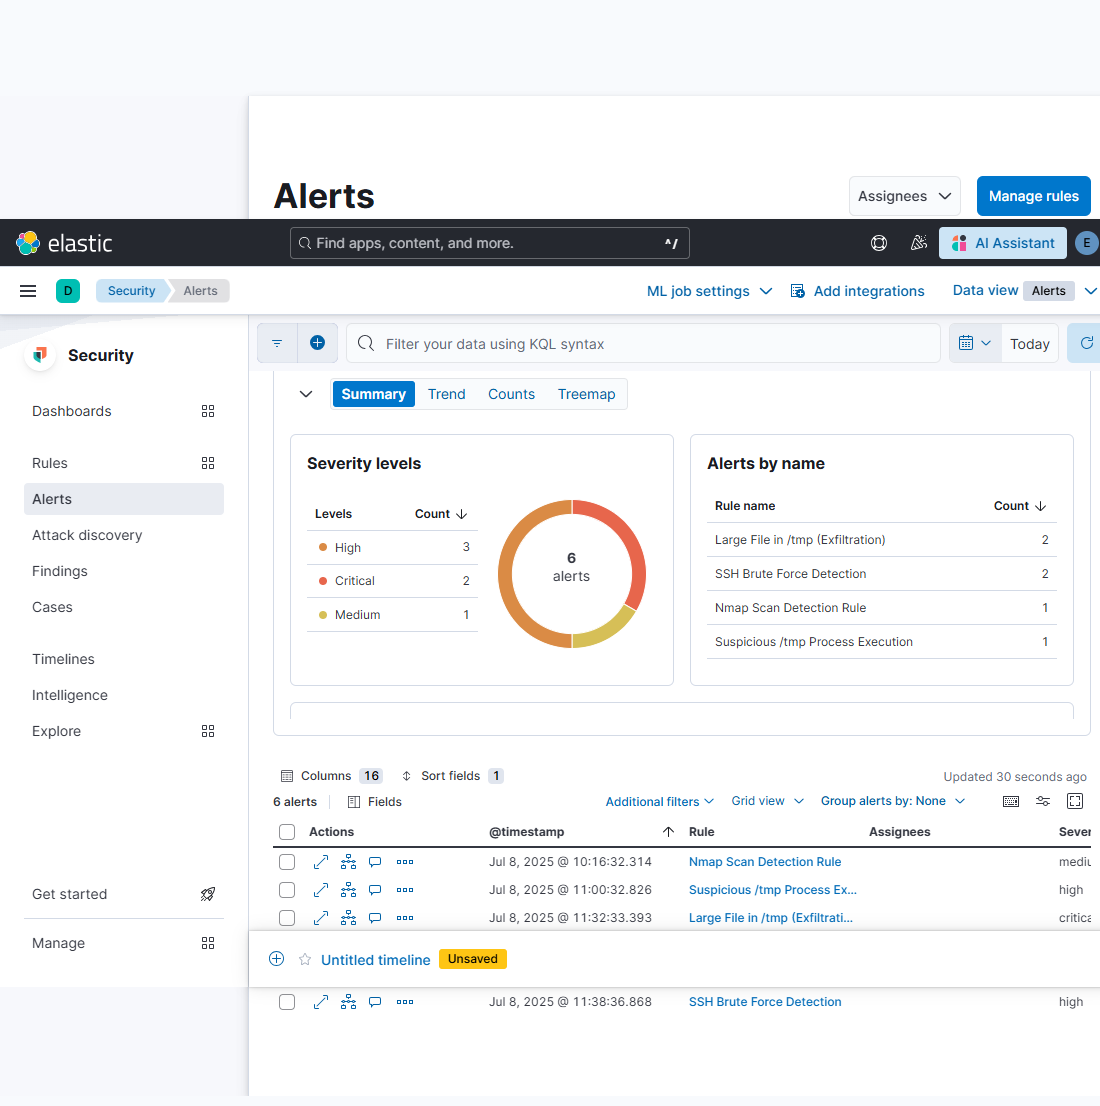 Alerts
Assignees
Manage rules
elastic
Find apps, content, and more.
^/
AI Assistant
E
D
Security
Alerts
ML job settings
Add integrations
Data view
Alerts
Security
Filter your data using KQL syntax
Today
Dashboards
Rules
Alerts
Attack discovery
Findings
Cases
Timelines
Intelligence
Explore
Get started
Manage
Summary
Trend
Counts
Treemap
Severity levels
Levels Count
High 3
Critical 2
Medium 1
6
alerts
Alerts by name
Rule name Count
Large File in /tmp (Exfiltration) 2
SSH Brute Force Detection 2
Nmap Scan Detection Rule 1
Suspicious /tmp Process Execution 1
Columns 16 Sort fields 1
Updated 30 seconds ago
6 alerts Fields
Additional filters Grid view Group alerts by: None
Actions @timestamp Rule Assignees Sever
Jul 8, 2025 @ 10:16:32.314 Nmap Scan Detection Rule mediu
Jul 8, 2025 @ 11:00:32.826 Suspicious /tmp Process Ex... high
Jul 8, 2025 @ 11:32:33.393 Large File in /tmp (Exfiltrati... critica
Untitled timeline Unsaved
Jul 8, 2025 @ 11:38:36.868 SSH Brute Force Detection high